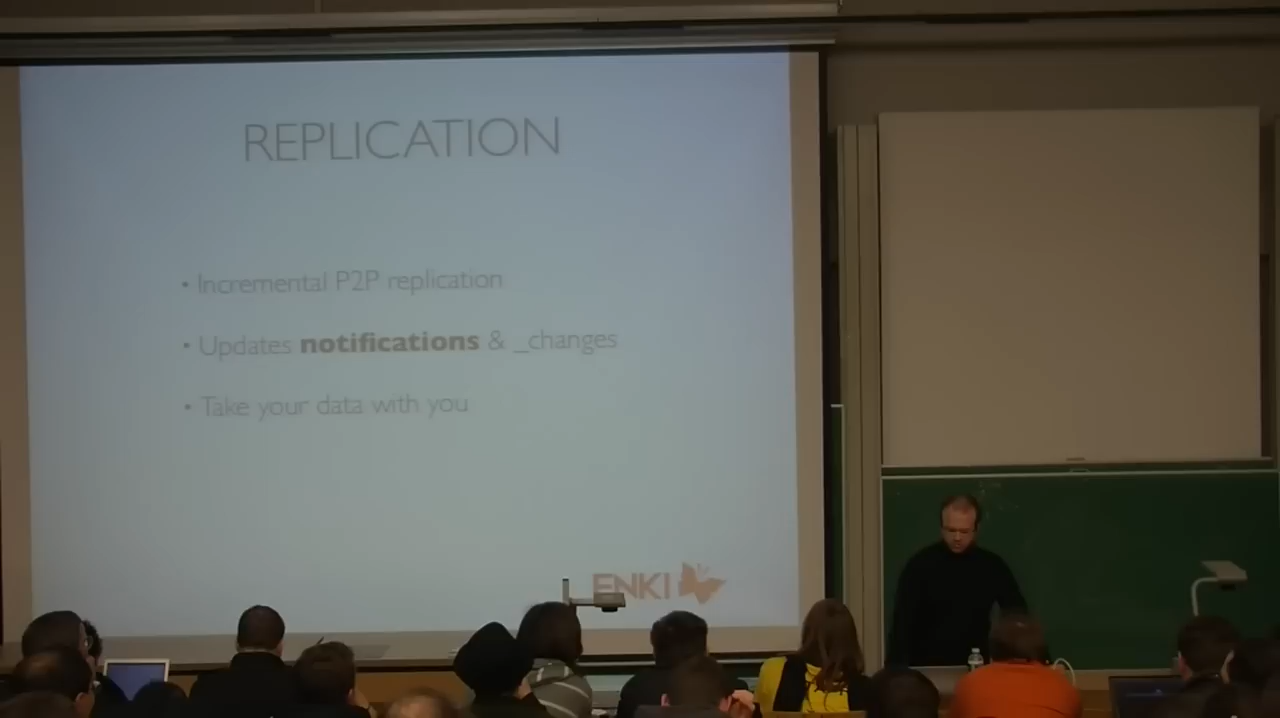 REPLICATION
• Incremental P2P replication
• Updates notifications & _changes
• Take your data with you
ENKI